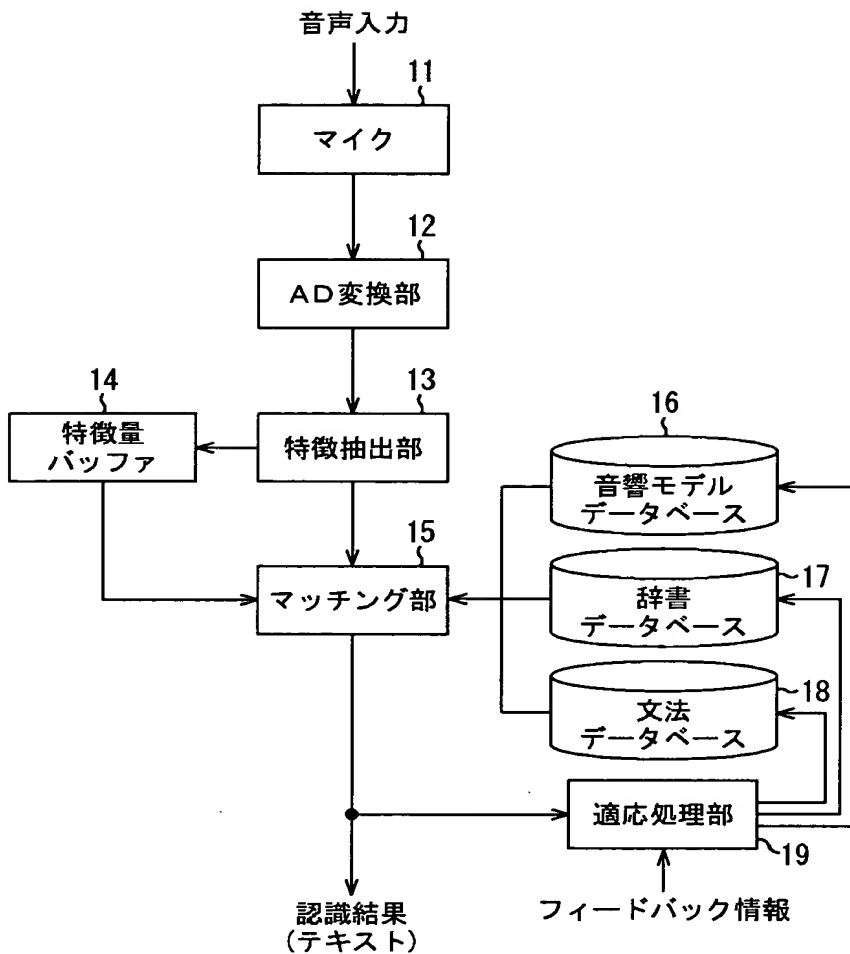 音声入力
11
マイク
12
AD変換部
14
特徴量
バッファ
13
特徴抽出部
16
音響モデル
データベース
15
マッチング部
17
辞書
データベース
18
文法
データベース
適応処理部
19
認識結果
(テキスト)
フィードバック情報